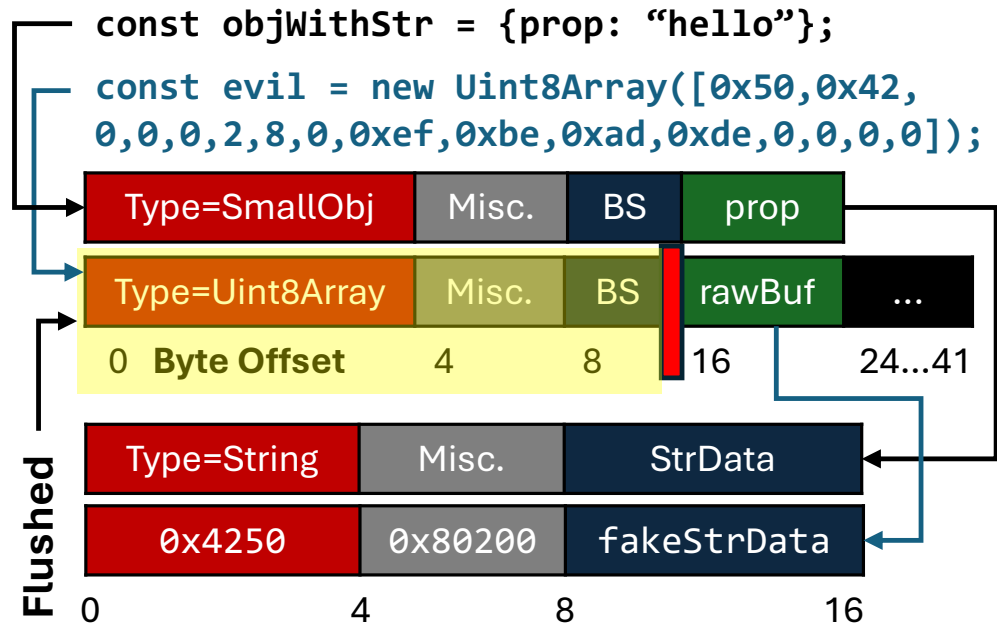 const objWithStr = {prop: “hello”};
const evil = new Uint8Array([0x50,0x42,
0,0,0,2,8,0,0xef,0xbe,0xad,0xde,0,0,0,0]);
Type=SmallObj Misc. BS prop
Type=Uint8Array Misc. BS rawBuf ...
0 Byte Offset 4 8 16 24...41
Flushed
Type=String Misc. StrData
0x4250 0x80200 fakeStrData
0 4 8 16